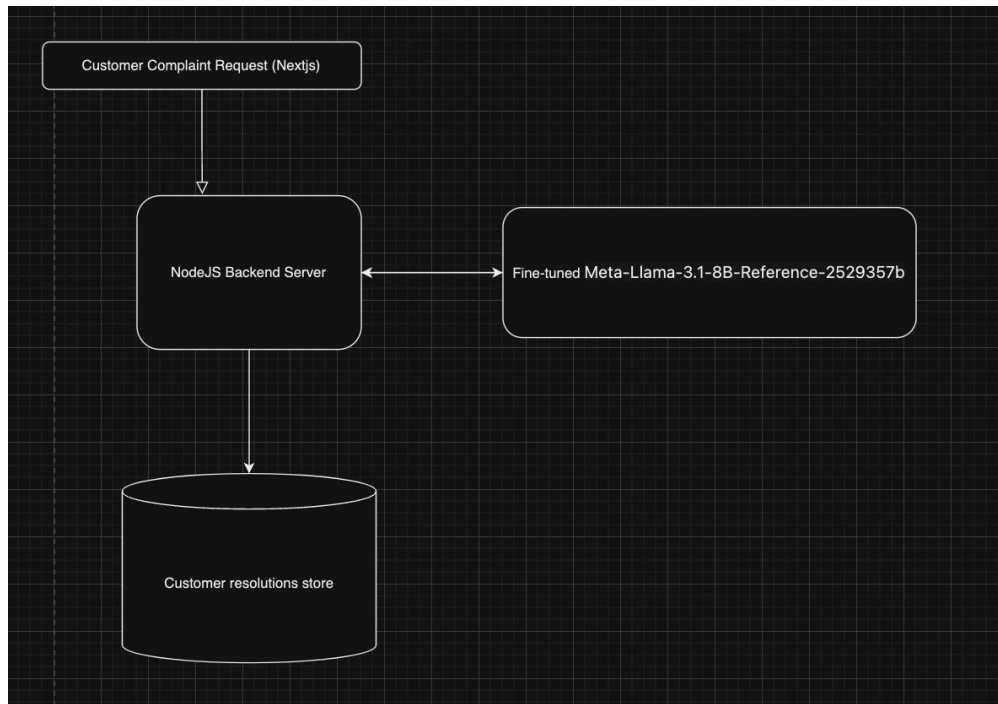 Customer Complaint Request (Nextjs)
NodeJS Backend Server
Fine-tuned Meta-Llama-3.1-8B-Reference-2529357b
Customer resolutions store